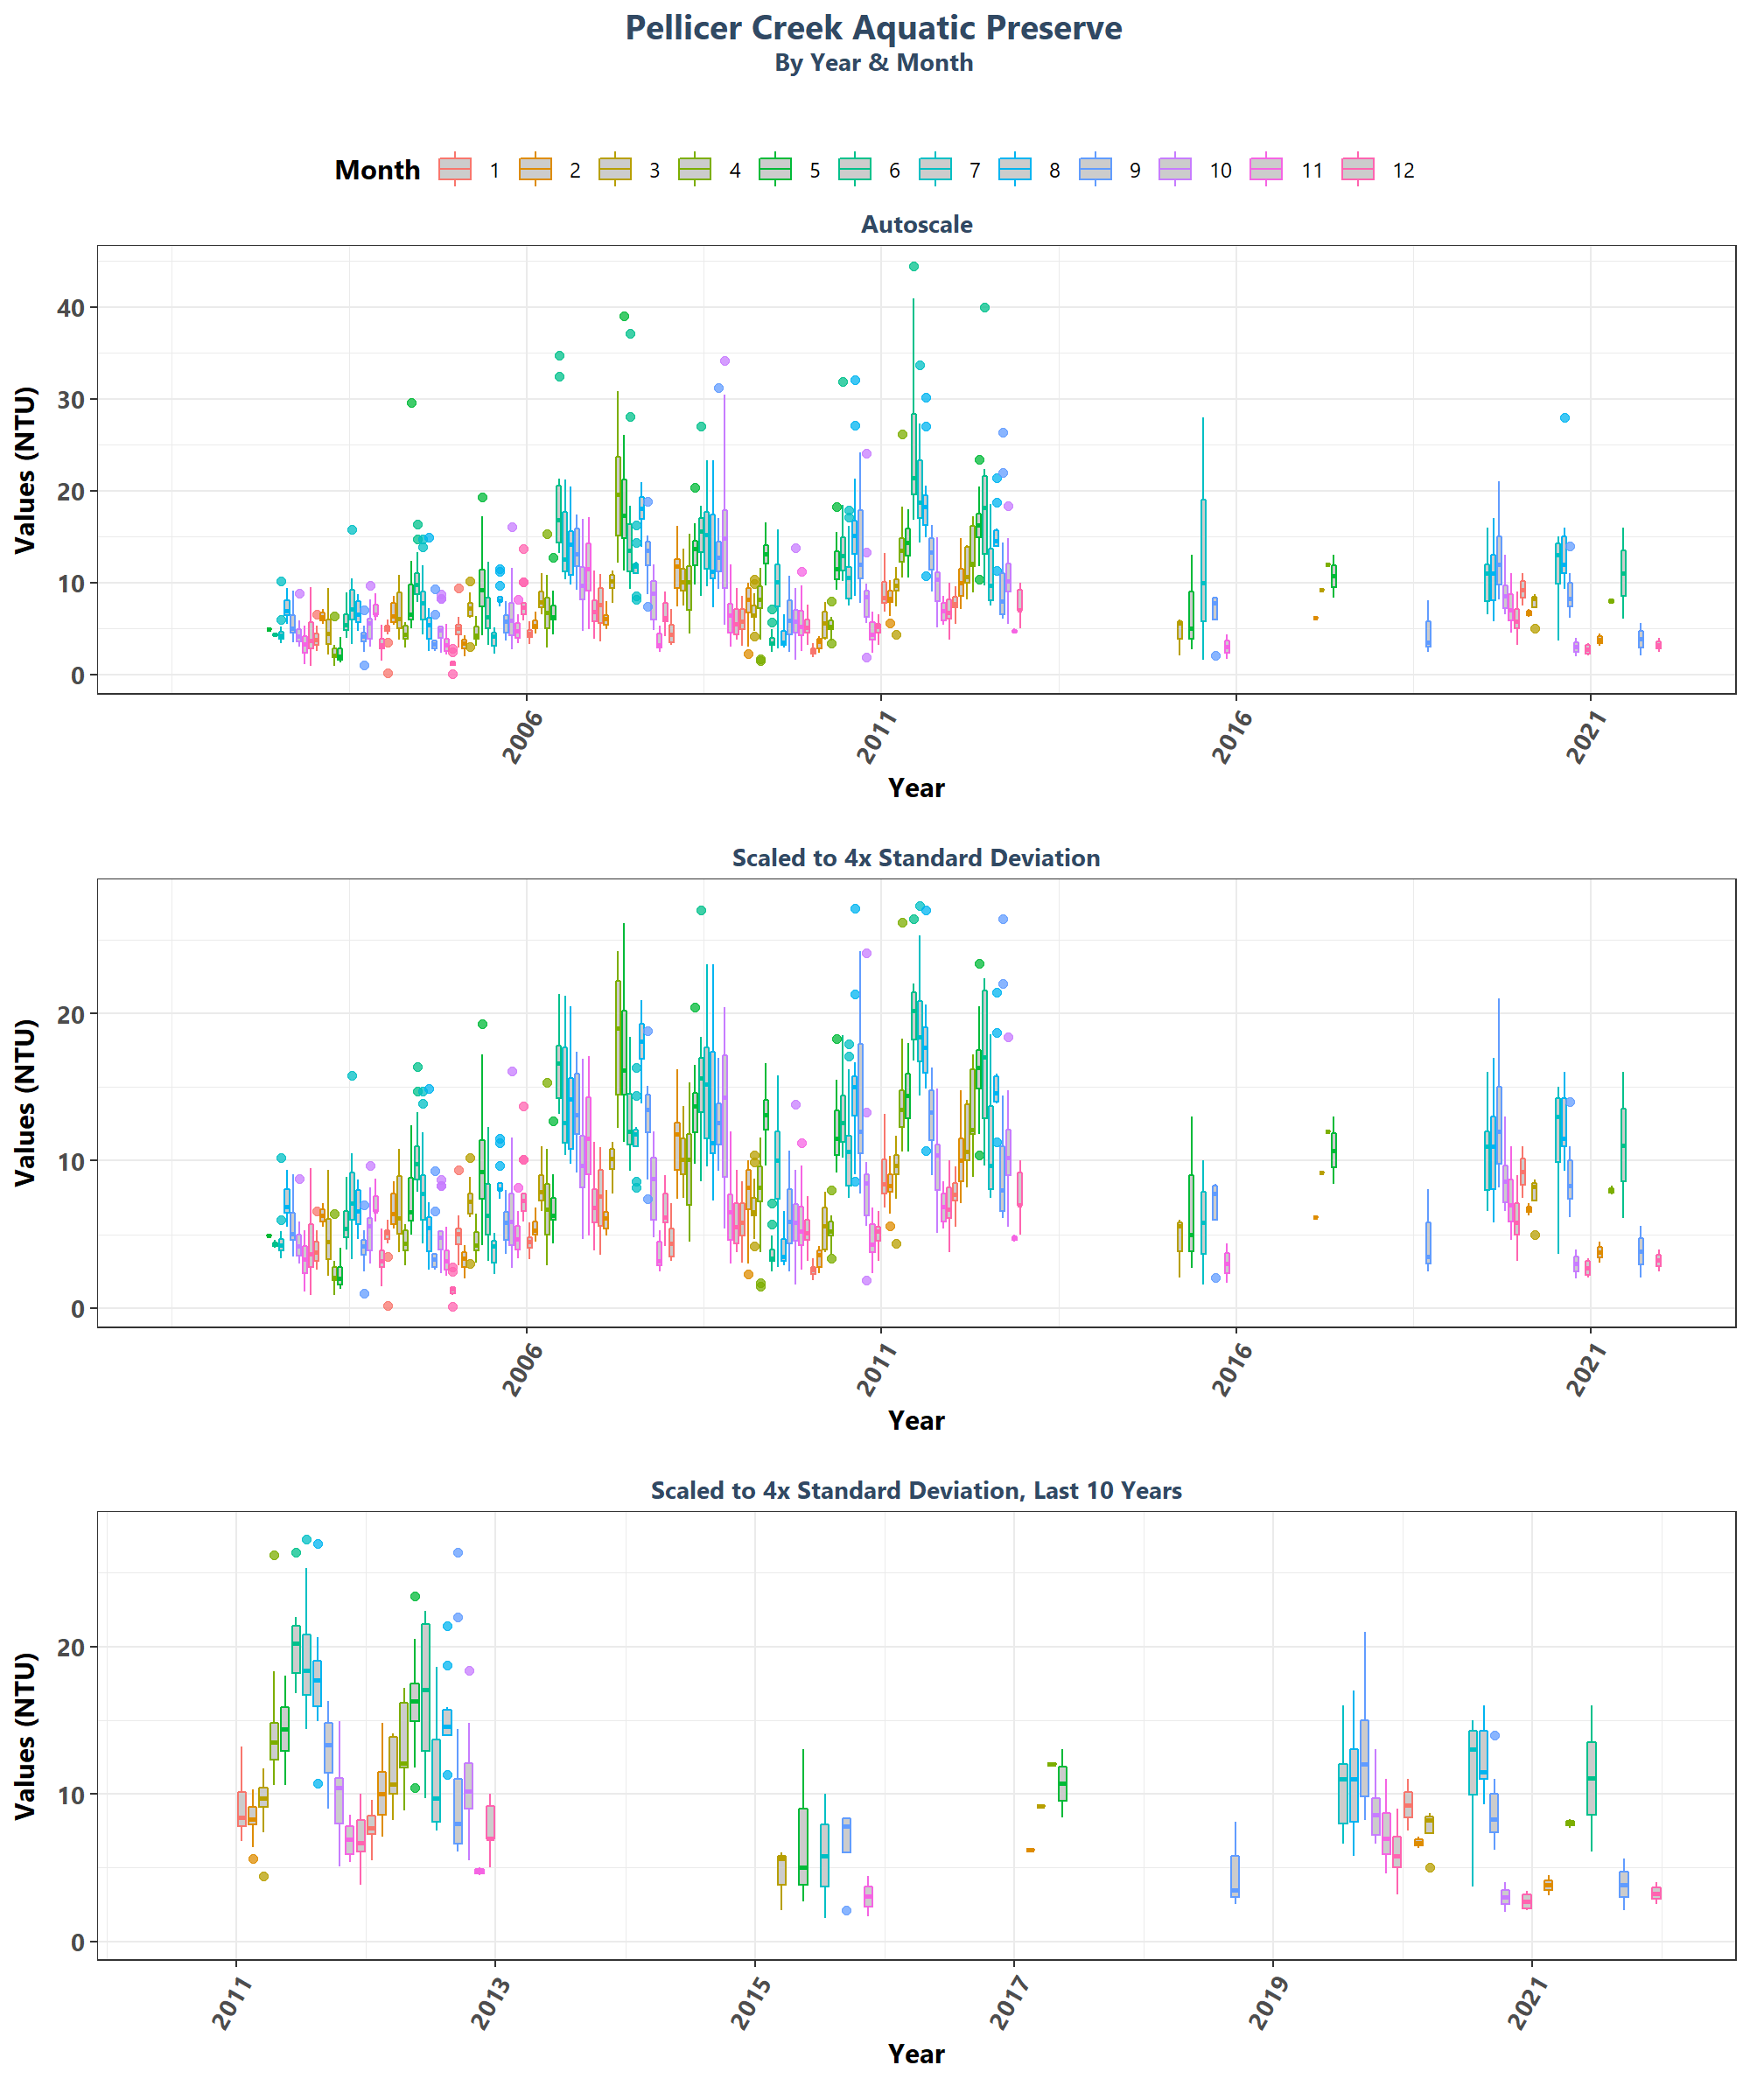 Pellicer Creek Aquatic Preserve
By Year & Month
Month 1 2 3 4 5 6 7 8 9 10 11 12
Autoscale
Values (NTU)
40
30
20
10
0
2006 2011 2016 2021
Year
Scaled to 4x Standard Deviation
Values (NTU)
20
10
0
2006 2011 2016 2021
Year
Scaled to 4x Standard Deviation, Last 10 Years
Values (NTU)
20
10
0
2011 2013 2015 2017 2019 2021
Year